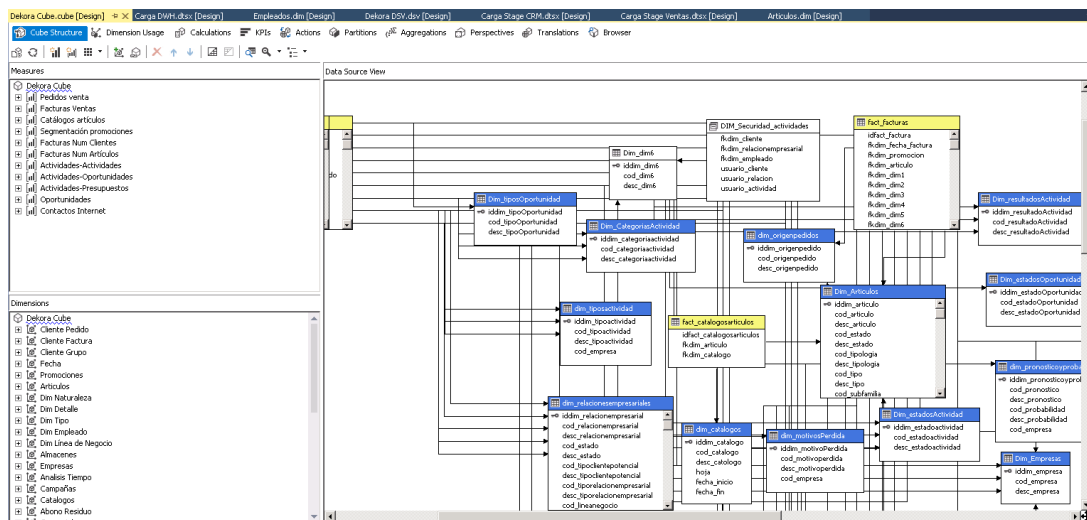 Dekora Cube.cube [Design]
Carga DWH.dtsx [Design]
Empleados.dim [Design]
Dekora DSV.dsv [Design]
Carga Stage CRM.dtsx [Design]
Carga Stage Ventas.dtsx [Design]
Articulos.dim [Design]
Cube Structure
Dimension Usage
Calculations
KPIs
Actions
Partitions
Aggregations
Perspectives
Translations
Browser
Measures
Dekora Cube
Pedidos venta
Facturas Ventas
Catálogos artículos
Segmentación promociones
Facturas Num Clientes
Facturas Num Artículos
Actividades-Actividades
Actividades-Oportunidades
Actividades-Presupuestos
Oportunidades
Contactos Internet
Dimensions
Dekora Cube
Cliente Pedido
Cliente Factura
Cliente Grupo
Fecha
Promociones
Articulos
Dim Naturaleza
Dim Detalle
Dim Tipo
Dim Empleado
Dim Línea de Negocio
Almacenes
Empresas
Analisis Tiempo
Campañas
Catalogos
Abono Residuo
Data Source View
do
Dim_tiposOportunidad
iddim_tipoOportunidad
cod_tipoOportunidad
desc_tipoOportunidad
Dim_dim6
iddim_dim6
cod_dim6
desc_dim6
DIM_Securidad_actividades
fkdim_cliente
fkdim_relacionempresarial
fkdim_empleado
usuario_cliente
usuario_relacion
usuario_actividad
fact_facturas
idfact_factura
fkdim_fecha_factura
fkdim_promocion
fkdim_articulo
fkdim_dim1
fkdim_dim2
fkdim_dim3
fkdim_dim4
fkdim_dim5
fkdim_dim6
Dim_resultadosActividad
iddim_resultadoActividad
cod_resultadoActividad
desc_resultadoActividad
Dim_CategoriasActividad
iddim_categoriaactividad
cod_categoriaactividad
desc_categoriaactividad
dim_origenpedidos
iddim_origenpedido
cod_origenpedido
desc_origenpedido
Dim_estadosOportunidad
iddim_estadoOportunidad
cod_estadoOportunidad
desc_estadoOportunidad
dim_tiposactividad
iddim_tipoactividad
cod_tipoactividad
desc_tipoactividad
cod_empresa
fact_catalogosarticulos
idfact_catalogosarticulos
fkdim_articulo
fkdim_catalogo
Dim_Articulos
iddim_articulo
cod_articulo
desc_articulo
cod_estado
desc_estado
cod_tipologia
desc_tipologia
cod_tipo
desc_tipo
cod_subfamilia
dim_pronosticoyproba
iddim_pronosticoyprob
cod_pronostico
desc_pronostico
cod_probabilidad
desc_probabilidad
cod_empresa
dim_relacionesempresariales
iddim_relacionempresarial
cod_relacionempresarial
desc_relacionempresarial
cod_estado
desc_estado
cod_tipoclientepotencial
desc_tipoclientepotencial
cod_tiporelacionempresarial
desc_tiporelacionempresarial
cod_lineanegocio
dim_catalogos
iddim_catalogo
cod_catalogo
desc_catologo
hoja
fecha_inicio
fecha_fin
dim_motivosPerdida
iddim_motivoPerdida
cod_motivoperdida
desc_motivoperdida
cod_empresa
Dim_estadosActividad
iddim_estadoactividad
cod_estadoactividad
desc_estadoactividad
Dim_Empresas
iddim_empresa
cod_empresa
desc_empresa